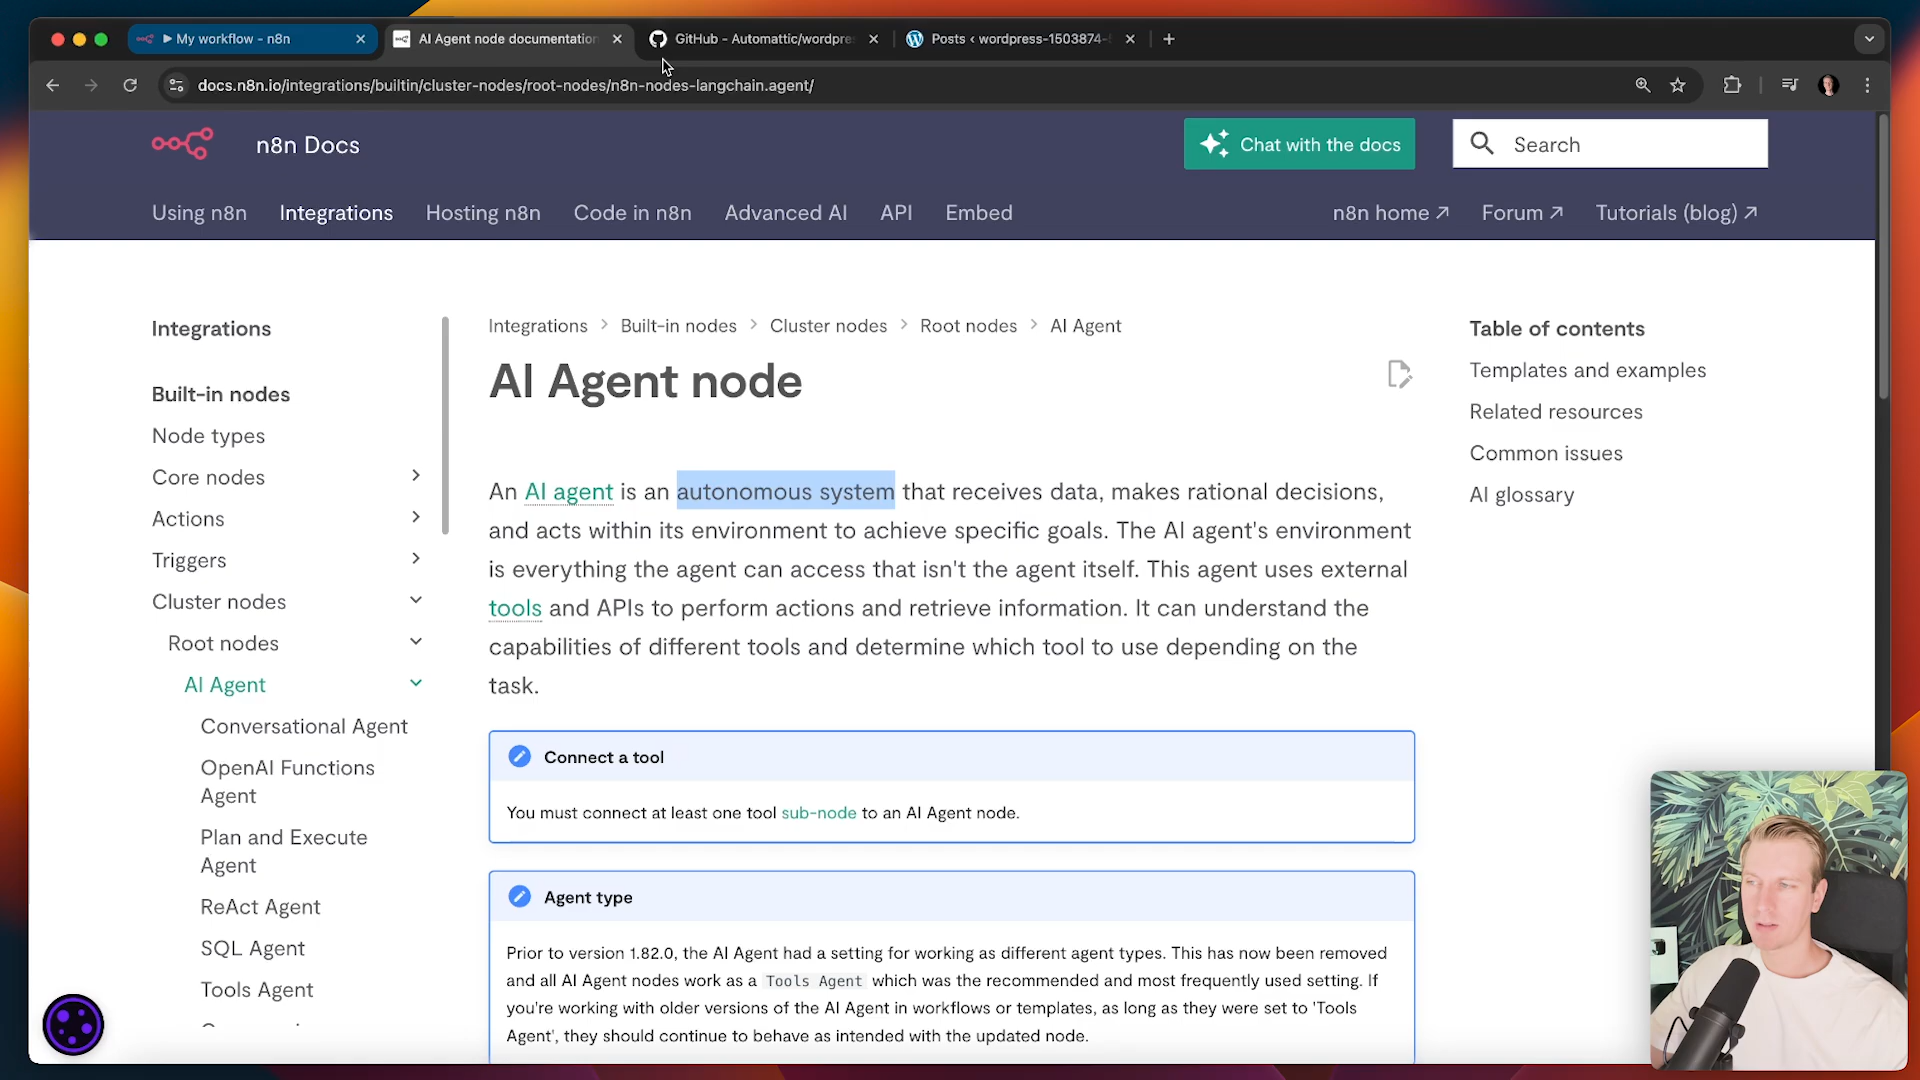 My workflow - n8n
AI Agent node documentation
GitHub - Automattic/wordpre
Posts ‹ wordpress-1503874-
docs.n8n.io/integrations/builtin/cluster-nodes/root-nodes/n8n-nodes-langchain.agent/
n8n Docs
Chat with the docs
Search
Using n8n
Integrations
Hosting n8n
Code in n8n
Advanced AI
API
Embed
n8n home
Forum
Tutorials (blog)
Integrations
Built-in nodes
Node types
Core nodes
Actions
Triggers
Cluster nodes
Root nodes
AI Agent
Conversational Agent
OpenAI Functions
Agent
Plan and Execute
Agent
ReAct Agent
SQL Agent
Tools Agent
Integrations > Built-in nodes > Cluster nodes > Root nodes > AI Agent
AI Agent node
An AI agent is an autonomous system that receives data, makes rational decisions,
and acts within its environment to achieve specific goals. The AI agent's environment
is everything the agent can access that isn't the agent itself. This agent uses external
tools and APIs to perform actions and retrieve information. It can understand the
capabilities of different tools and determine which tool to use depending on the
task.
Connect a tool
You must connect at least one tool sub-node to an AI Agent node.
Agent type
Prior to version 1.82.0, the AI Agent had a setting for working as different agent types. This has now been removed
and all AI Agent nodes work as a Tools Agent which was the recommended and most frequently used setting. If
you're working with older versions of the AI Agent in workflows or templates, as long as they were set to 'Tools
Agent', they should continue to behave as intended with the updated node.
Table of contents
Templates and examples
Related resources
Common issues
AI glossary